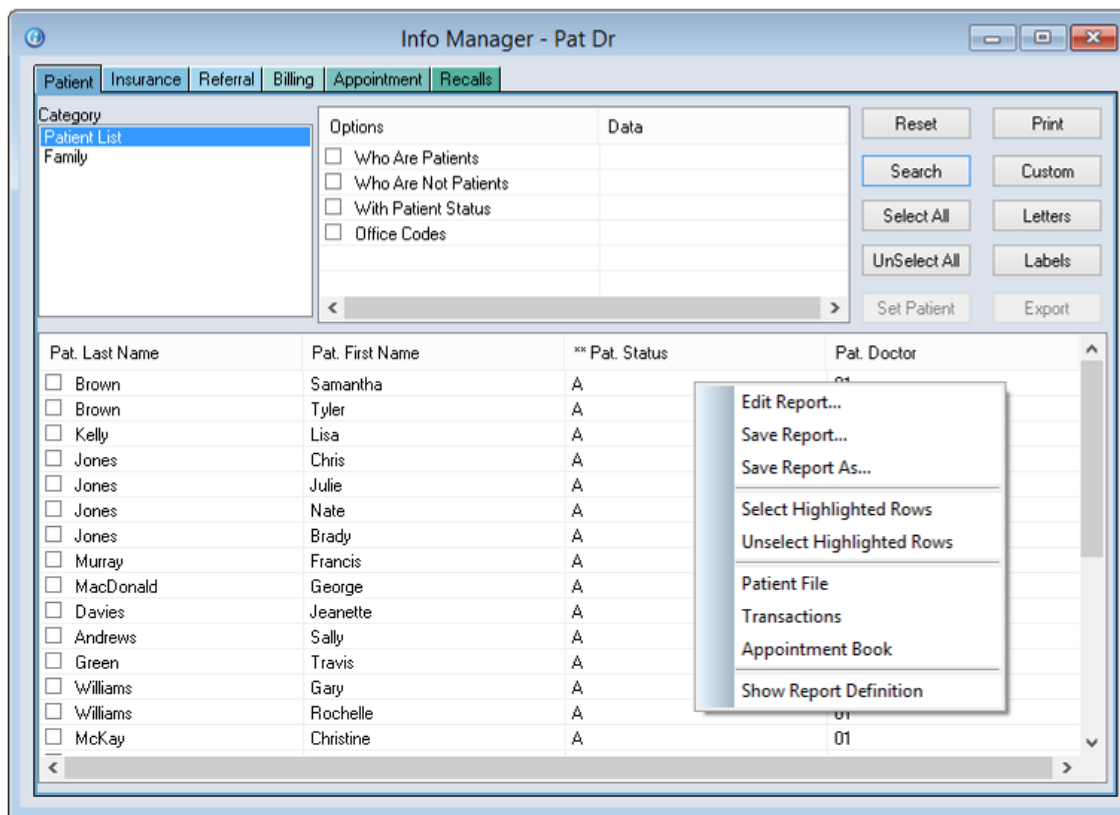 Info Manager - Pat Dr
Patient Insurance Referral Billing Appointment Recalls
Category
Patient List
Family
Options Data
Who Are Patients
Who Are Not Patients
With Patient Status
Office Codes
Reset Print
Search Custom
Select All Letters
UnSelect All Labels
Set Patient Export
Pat. Last Name Pat. First Name ** Pat. Status Pat. Doctor
Brown Samantha A
Brown Tyler A
Kelly Lisa A
Jones Chris A
Jones Julie A
Jones Nate A
Jones Brady A
Murray Francis A
MacDonald George A
Davies Jeanette A
Andrews Sally A
Green Travis A
Williams Gary A
Williams Rochelle A
McKay Christine A 01
Edit Report...
Save Report...
Save Report As...
Select Highlighted Rows
Unselect Highlighted Rows
Patient File
Transactions
Appointment Book
Show Report Definition